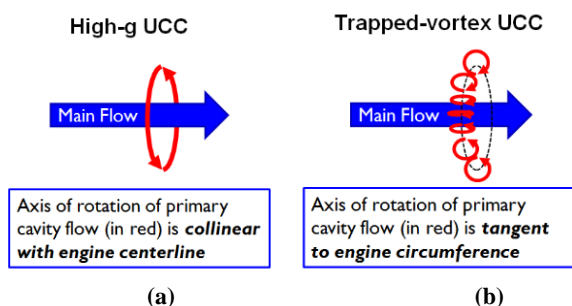 High-g UCC
Main Flow
Axis of rotation of primary
cavity flow (in red) is collinear
with engine centerline
(a)
Trapped-vortex UCC
Main Flow
Axis of rotation of primary
cavity flow (in red) is tangent
to engine circumference
(b)